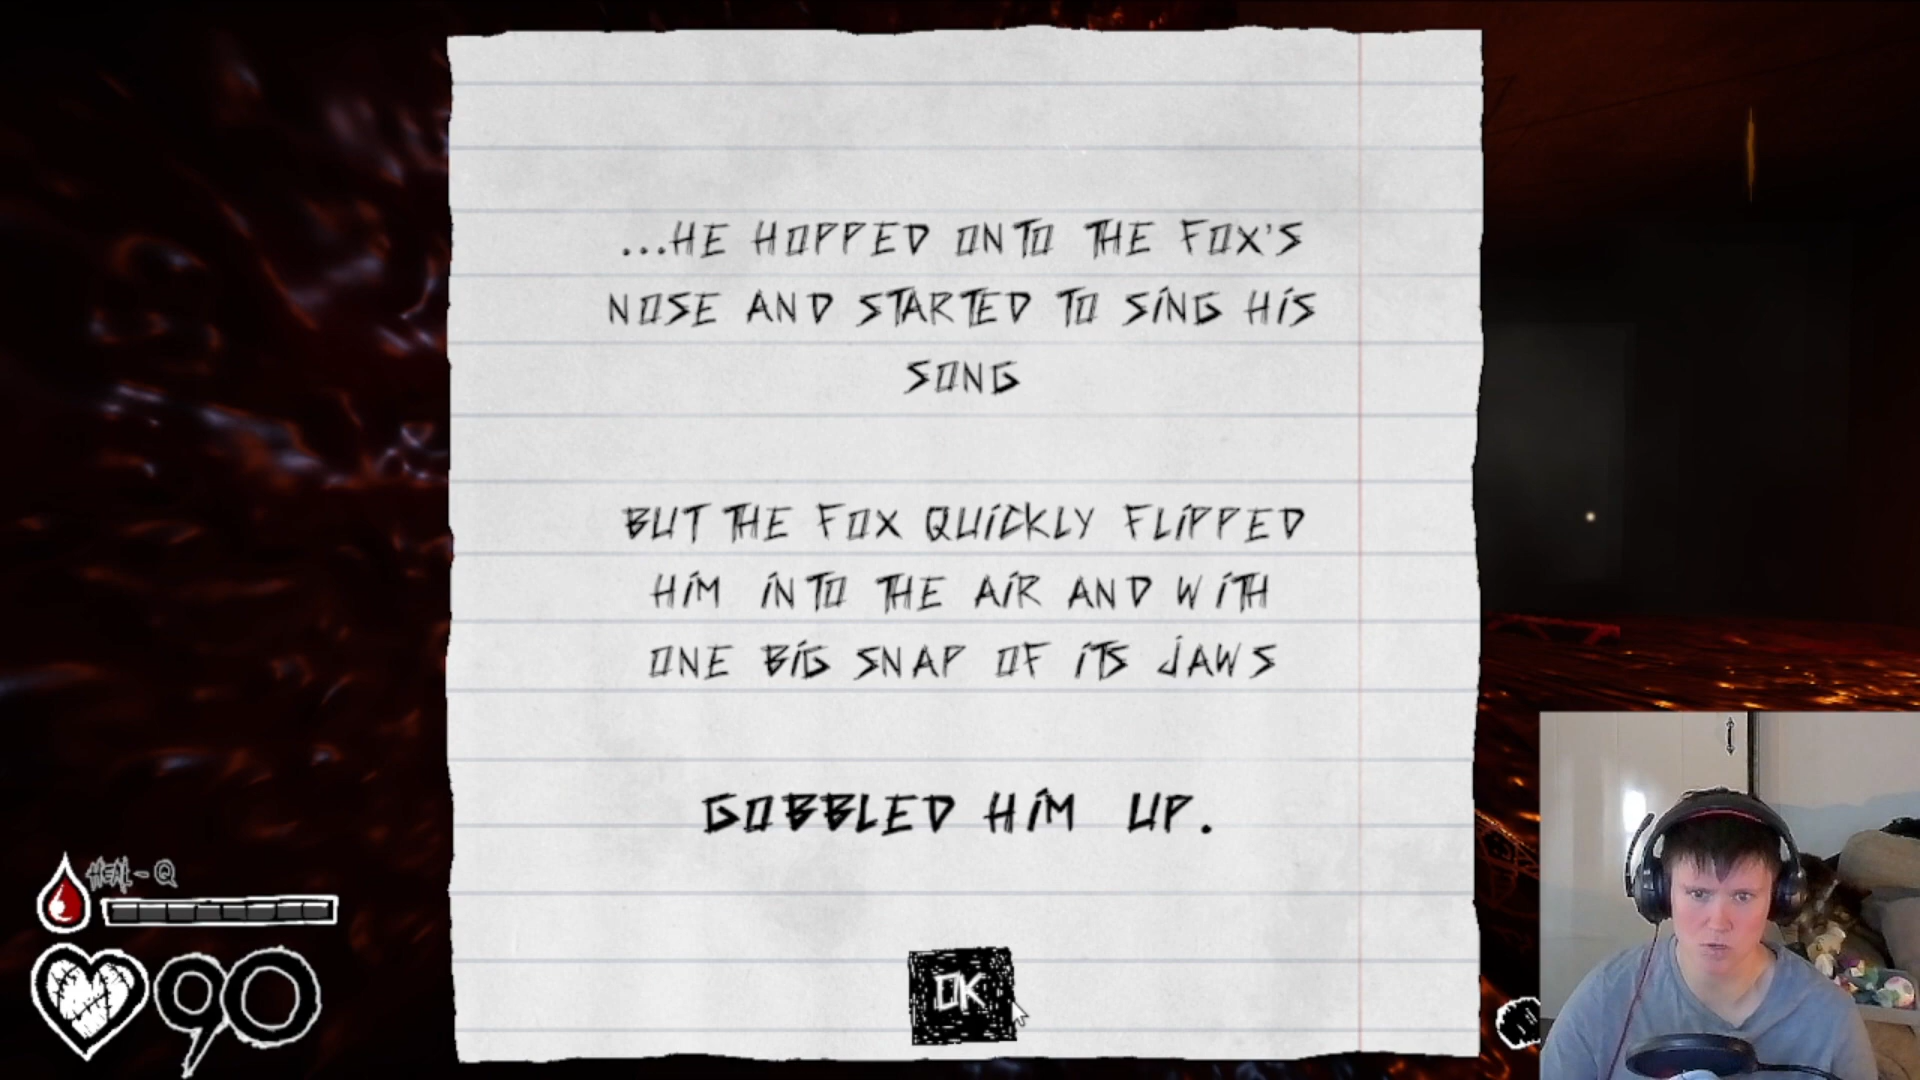 ...HE HOPPED ONTO THE FOX'S
NOSE AND STARTED TO SING HIS
SONG
BUT THE FOX QUICKLY FLIPPED
HIM INTO THE AIR AND WITH
ONE BIG SNAP OF ITS JAWS
GOBBLED HIM UP.
HEAL - Q
90
OK